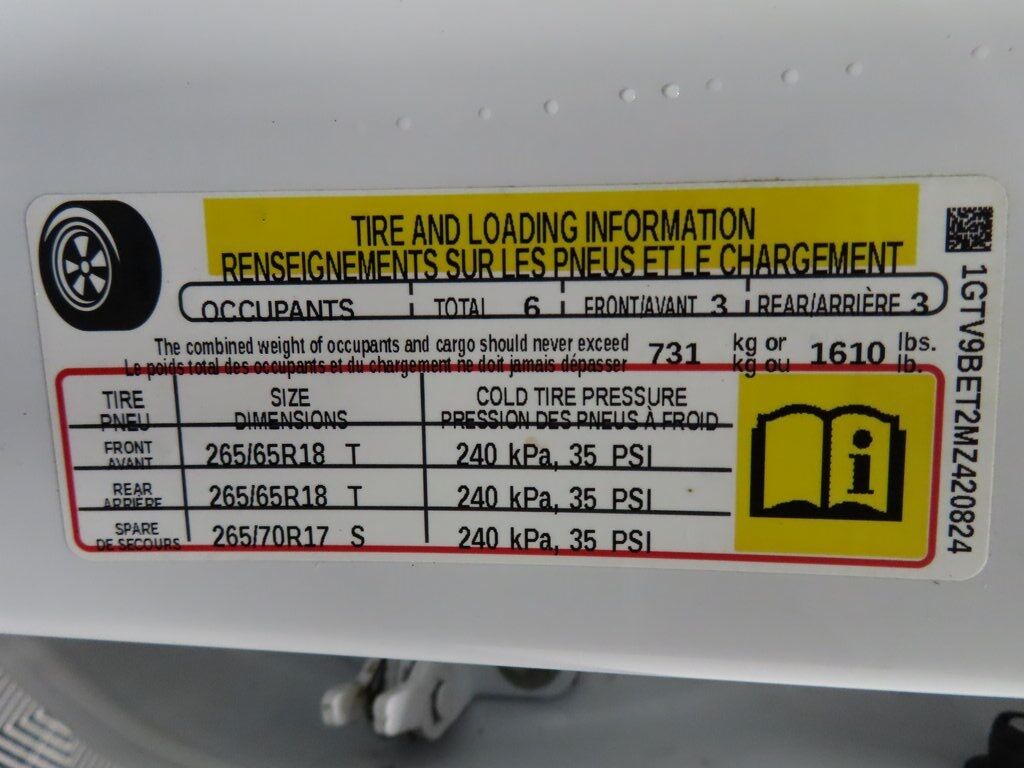 TIRE AND LOADING INFORMATION
RENSEIGNEMENTS SUR LES PNEUS ET LE CHARGEMENT
OCCUPANTS TOTAL 6 FRONT/AVANT 3 REAR/ARRIÈRE 3
The combined weight of occupants and cargo should never exceed 731 kg or 1610 lbs.
Le poids total des occupants et du chargement ne doit jamais dépasser kg ou lb.
TIRE SIZE COLD TIRE PRESSURE
PNEU DIMENSIONS PRESSION DES PNEUS À FROID
FRONT 265/65R18 T 240 kPa, 35 PSI
AVANT
REAR 265/65R18 T 240 kPa, 35 PSI
ARRIÈRE
SPARE 265/70R17 S 240 kPa, 35 PSI
DE SECOURS
i
1GTV9BET2MZ420824